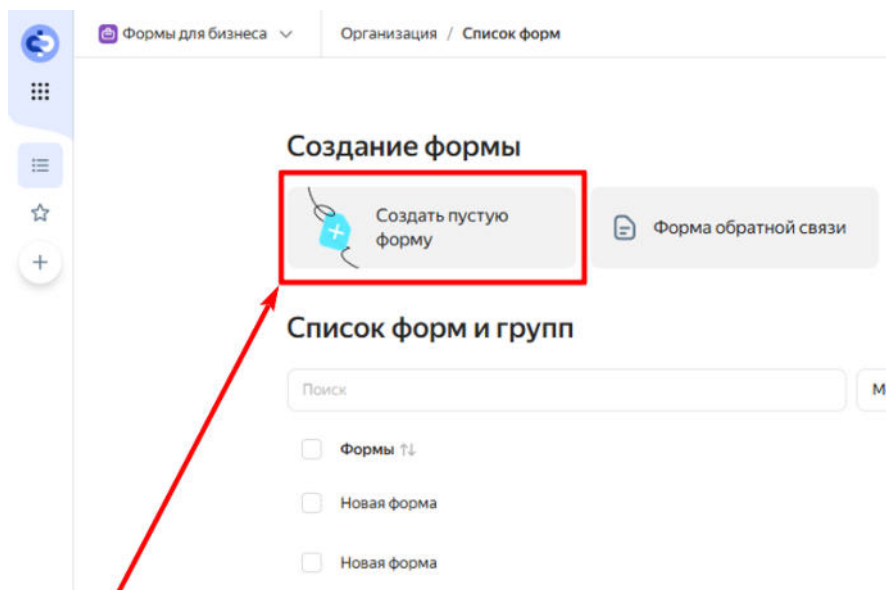 Формы для бизнеса
Организация / Список форм
Создание формы
Создать пустую
форму
Форма обратной связи
Список форм и групп
Поиск
М
Формы ↑↓
Новая форма
Новая форма